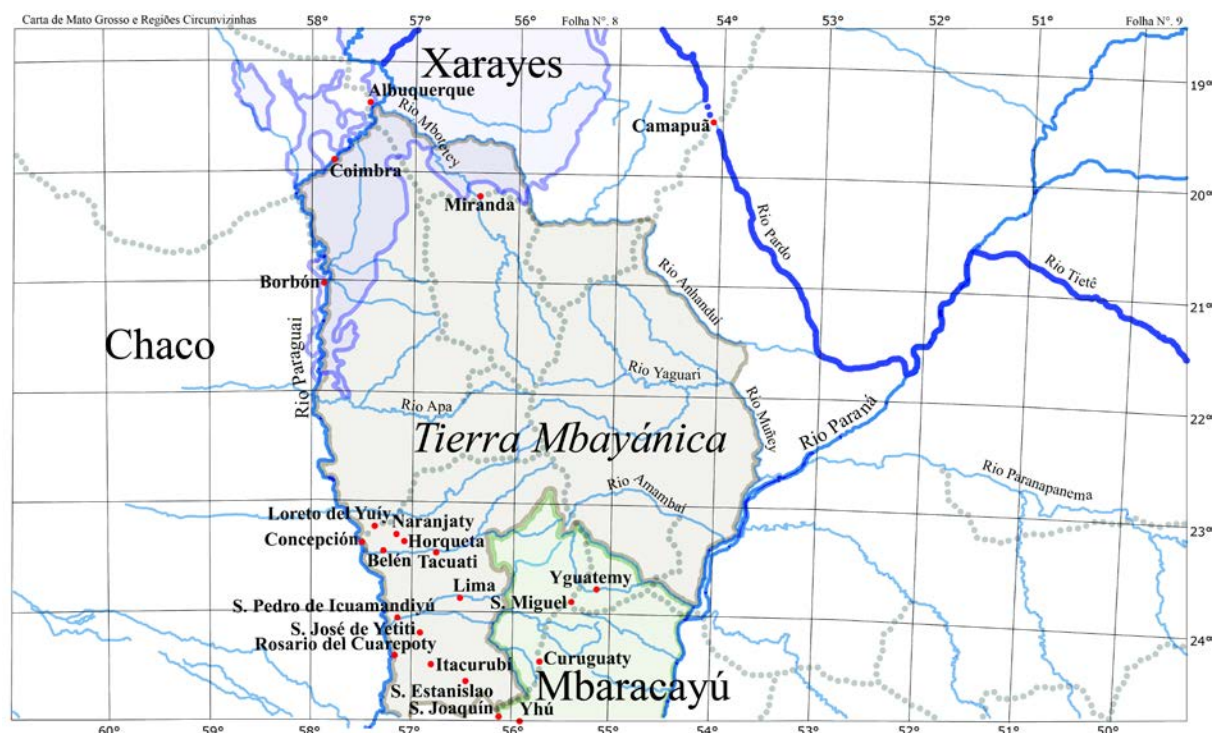 Carta de Mato Grosso e Regiões Circunvizinhas
58° 57° 56° 55° 54° 53° 52° 51°
Folha N°. 8
Folha N°. 9
Xarayes
Albuquerque
19°
Rio Mboteteÿ
Camapuã
Coimbra
Miranda
20°
Rio Pardo
Rio Anhanduí
Rio Tietê
Borbón
21°
Chaco
Rio Paraguai
Rio Yaguari
Rio Apa
Rio Muñey
22°
Rio Paraná
Tierra Mbayánica
Rio Amambaí
Rio Paranapanema
Loreto del Yuíy
Naranjaty
Concepción
Horqueta
23°
Belén
Tacuati
Lima
Yguatemy
S. Miguel
S. Pedro de Icuamandiyú
S. José de Yetiti
24°
Rosario del Cuarepoty
Itacurubi
Curuguaty
Mbaracayú
S. Estanislao
S. Joaquín
Yhú
60° 59° 58° 57° 56° 55° 54° 53° 52° 51° 50°